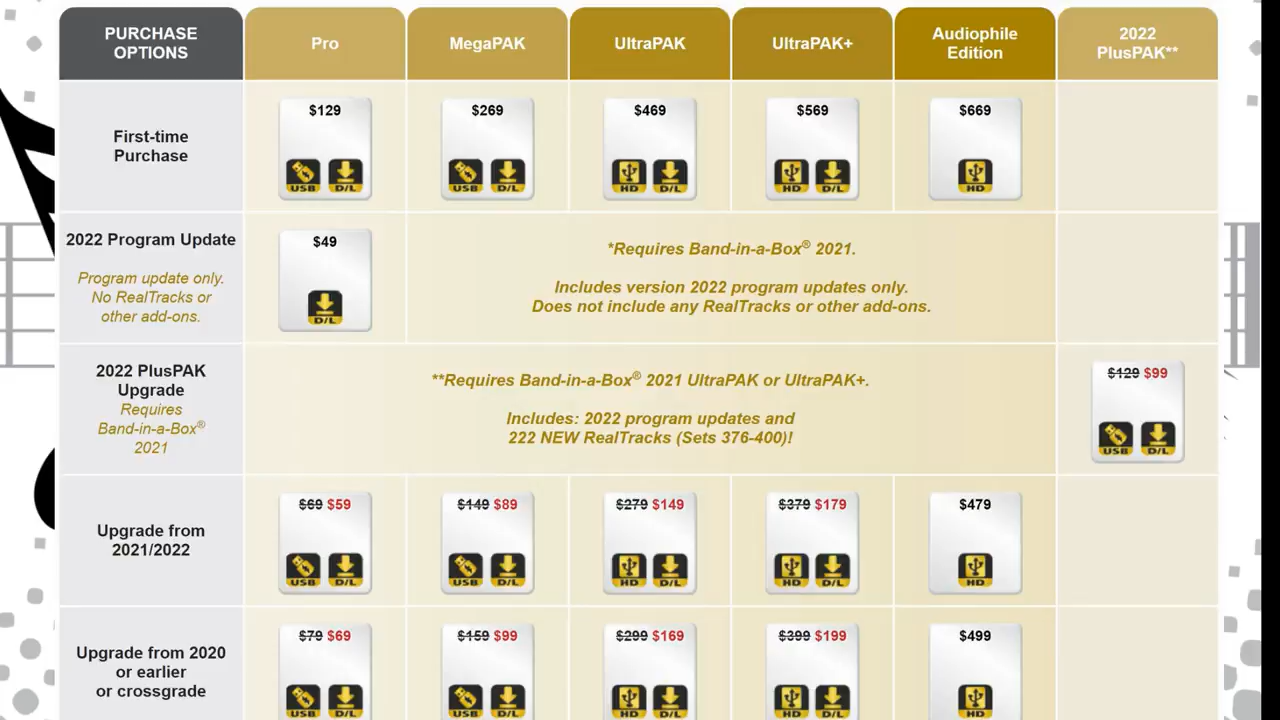 PURCHASE
OPTIONS
Pro
MegaPAK
UltraPAK
UltraPAK+
Audiophile
Edition
2022
PlusPAK**
First-time
Purchase
$129
USB D/L
$269
USB D/L
$469
HD D/L
$569
HD D/L
$669
HD
2022 Program Update
Program update only.
No RealTracks or
other add-ons.
$49
D/L
*Requires Band-in-a-Box® 2021.
Includes version 2022 program updates only.
Does not include any RealTracks or other add-ons.
2022 PlusPAK
Upgrade
Requires
Band-in-a-Box®
2021
**Requires Band-in-a-Box® 2021 UltraPAK or UltraPAK+.
Includes: 2022 program updates and
222 NEW RealTracks (Sets 376-400)!
$129 $99
USB D/L
Upgrade from
2021/2022
$69 $59
USB D/L
$149 $89
USB D/L
$279 $149
HD D/L
$379 $179
HD D/L
$479
HD
Upgrade from 2020
or earlier
or crossgrade
$79 $69
USB D/L
$159 $99
USB D/L
$299 $169
HD D/L
$399 $199
HD D/L
$499
HD